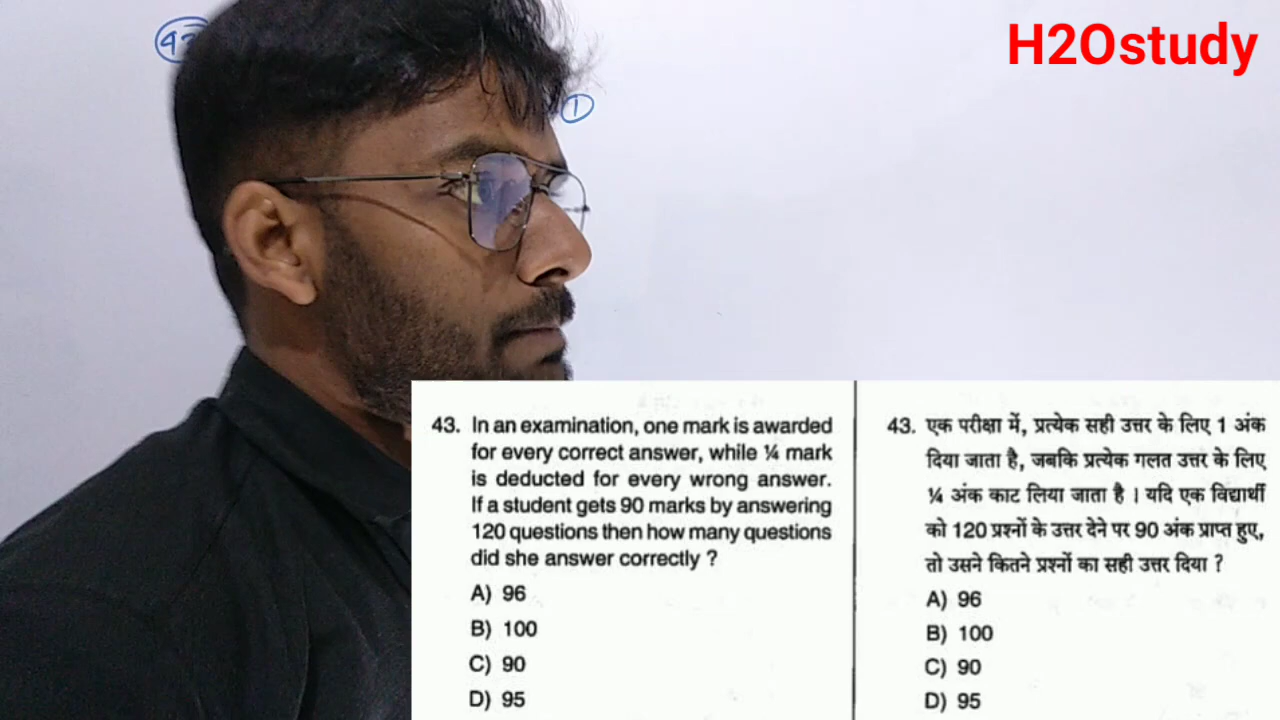 H2Ostudy
1
43. In an examination, one mark is awarded
for every correct answer, while ¼ mark
is deducted for every wrong answer.
If a student gets 90 marks by answering
120 questions then how many questions
did she answer correctly ?
A) 96
B) 100
C) 90
D) 95
43. एक परीक्षा में, प्रत्येक सही उत्तर के लिए 1 अंक
दिया जाता है, जबकि प्रत्येक गलत उत्तर के लिए
¼ अंक काट लिया जाता है । यदि एक विद्यार्थी
को 120 प्रश्नों के उत्तर देने पर 90 अंक प्राप्त हुए,
तो उसने कितने प्रश्नों का सही उत्तर दिया ?
A) 96
B) 100
C) 90
D) 95